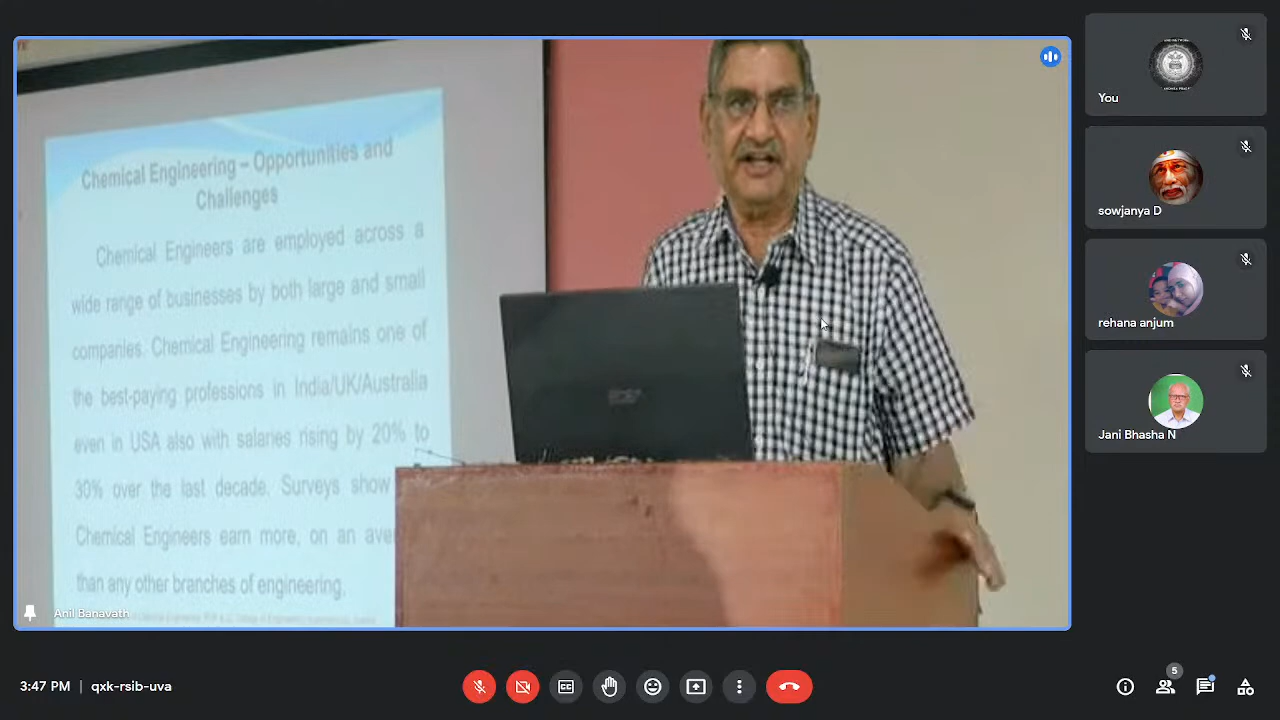 Chemical Engineering – Opportunities and
Challenges
Chemical Engineers are employed across a
wide range of businesses by both large and small
companies. Chemical Engineering remains one of
the best-paying professions in India/UK/Australia
even in USA also with salaries rising by 20% to
30% over the last decade. Surveys show
Chemical Engineers earn more, on an ave
than any other branches of engineering.
Anil Banavath
acer
You
sowjanya D
rehana anjum
Jani Bhasha N
3:47 PM | qxk-rsib-uva
5